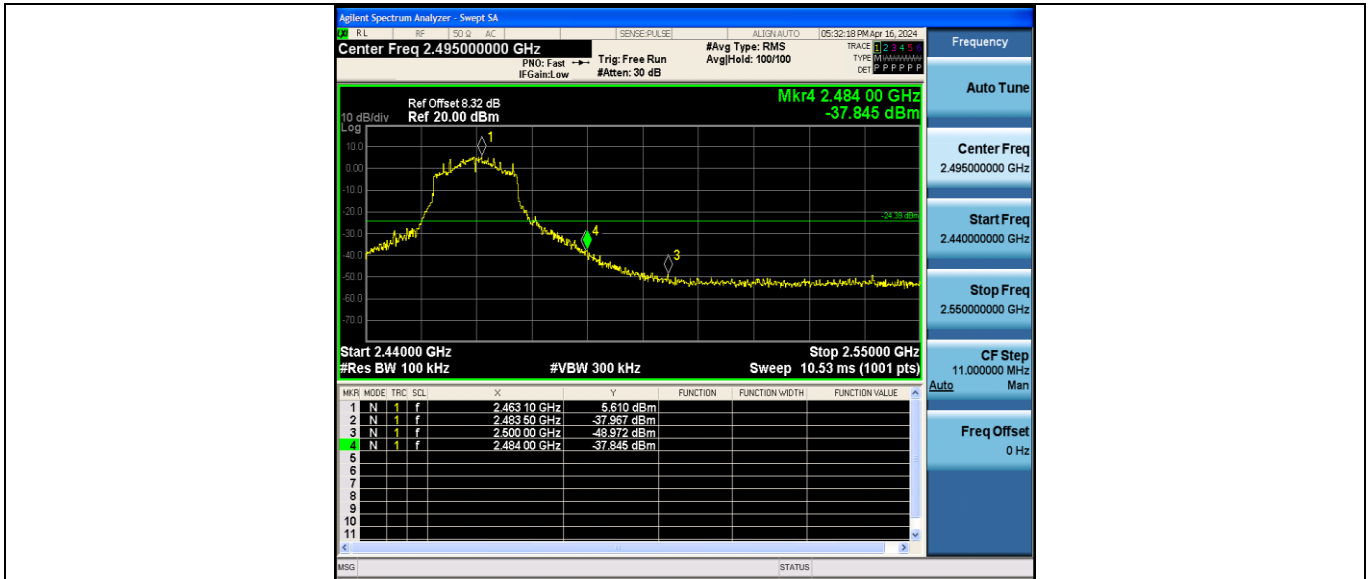 Agilent Spectrum Analyzer - Swept SA
LXI RL RF 50 Ω AC SENSE:PULSE ALIGN AUTO 05:32:18 PM Apr 16, 2024
Center Freq 2.495000000 GHz #Avg Type: RMS TRACE 1 2 3 4 5 6
PNO: Fast Trig: Free Run Avg|Hold: 100/100 TYPE M WWWWW
IFGain:Low #Atten: 30 dB DET P P P P P P
Mkr4 2.484 00 GHz
Ref Offset 8.32 dB
10 dB/div Ref 20.00 dBm -37.845 dBm
Log
1
10.0
0.00
-10.0
-20.0
-24.39 dBm
-30.0
4
-40.0
3
-50.0
-60.0
-70.0
Start 2.44000 GHz Stop 2.55000 GHz
#Res BW 100 kHz #VBW 300 kHz Sweep 10.53 ms (1001 pts)
MKR MODE TRC SCL X Y FUNCTION FUNCTION WIDTH FUNCTION VALUE
1 N 1 f 2.463 10 GHz 5.610 dBm
2 N 1 f 2.483 50 GHz -37.967 dBm
3 N 1 f 2.500 00 GHz -48.972 dBm
4 N 1 f 2.484 00 GHz -37.845 dBm
5
6
7
8
9
10
11
MSG STATUS
Frequency
Auto Tune
Center Freq
2.495000000 GHz
Start Freq
2.440000000 GHz
Stop Freq
2.550000000 GHz
CF Step
11.000000 MHz
Auto Man
Freq Offset
0 Hz